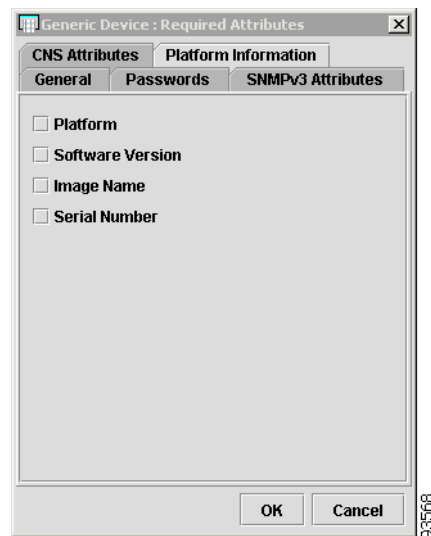 Generic Device : Required Attributes
CNS Attributes Platform Information
General Passwords SNMPv3 Attributes
Platform
Software Version
Image Name
Serial Number
OK Cancel
93568